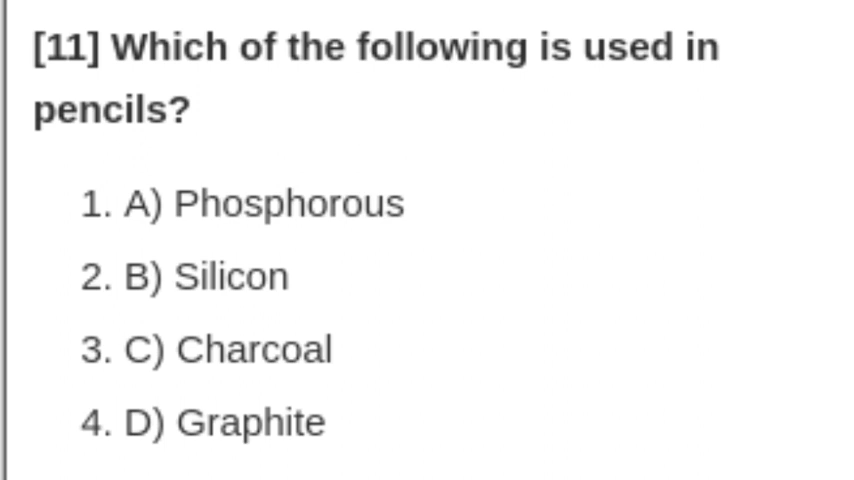 [11] Which of the following is used in
pencils?
1. A) Phosphorous
2. B) Silicon
3. C) Charcoal
4. D) Graphite